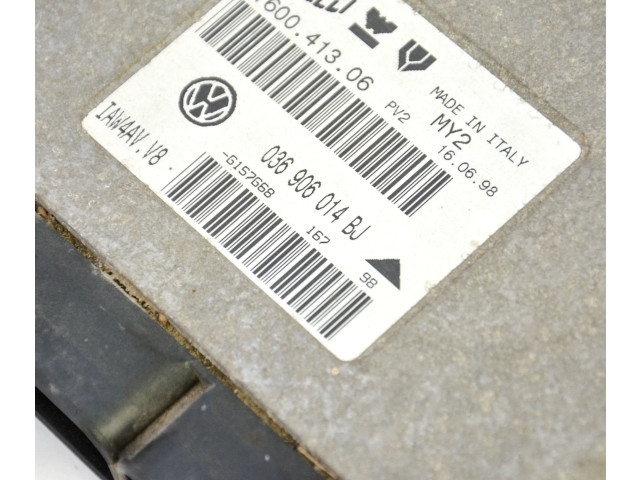 600.413.06
PV2
MADE IN ITALY
MY2
16.06.98
IAW4AV.V8
036 906 014 BJ
-G1S7668
167
98